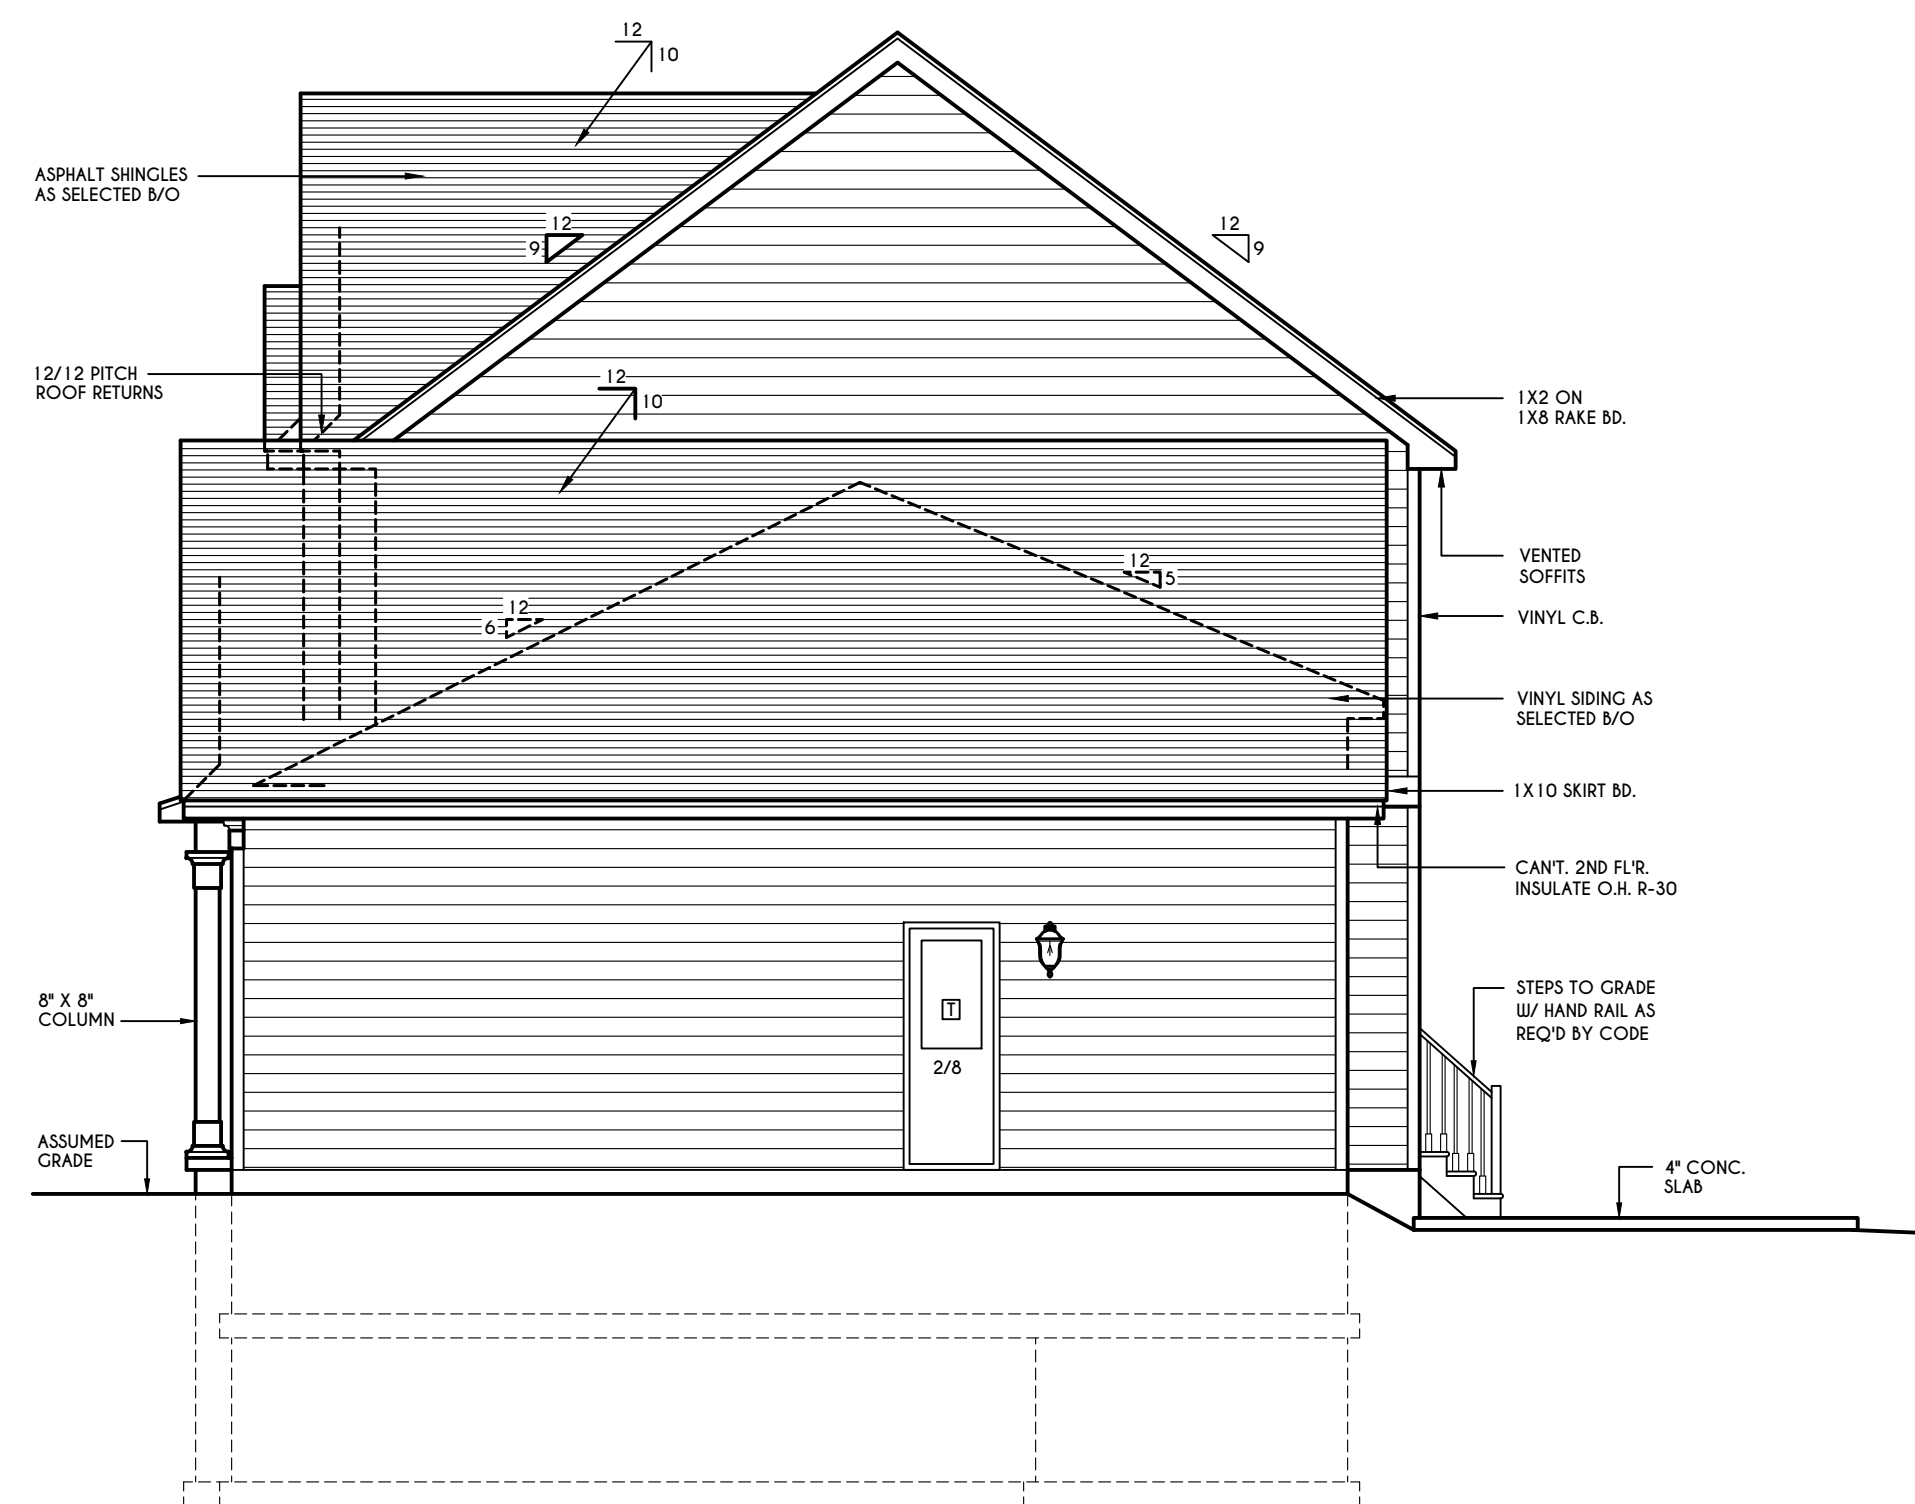 12
10
ASPHALT SHINGLES
AS SELECTED B/O
12
9
12
9
12/12 PITCH
ROOF RETURNS
12
10
1X2 ON
1X8 RAKE BD.
VENTED
SOFFITS
12
5
12
6
VINYL C.B.
VINYL SIDING AS
SELECTED B/O
1X10 SKIRT BD.
CAN'T. 2ND FL'R.
INSULATE O.H. R-30
8" X 8"
COLUMN
T
2/8
STEPS TO GRADE
W/ HAND RAIL AS
REQ'D BY CODE
ASSUMED
GRADE
4" CONC.
SLAB